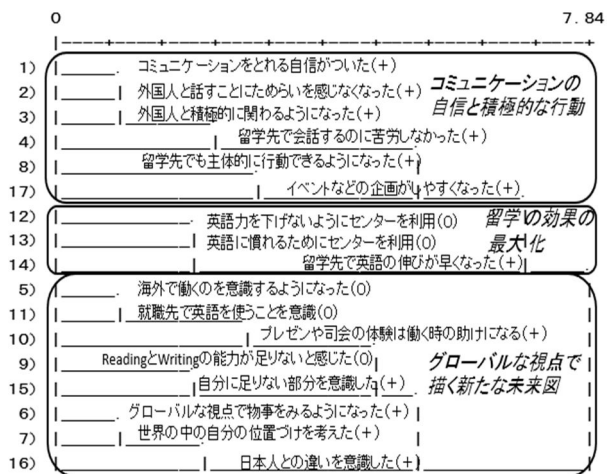 0 7.84
1) コミュニケーションをとれる自信がついた(+)
2) 外国人と話すことにためらいを感じなくなった(+)
3) 外国人と積極的に関わるようになった(+)
4) 留学先で会話するのに苦労しなかった(+)
8) 留学先でも主体的に行動できるようになった(+)
17) イベントなどの企画がしやすくなった(+)
コミュニケーションの
自信と積極的な行動
12) 英語力を下げないようにセンターを利用(0)
13) 英語に慣れるためにセンターを利用(0)
14) 留学先で英語の伸びが早くなった(+)
留学の効果の
最大化
5) 海外で働くのを意識するようになった(0)
11) 就職先で英語を使うことを意識(0)
10) プレゼンや司会の体験は働く時の助けになる(+)
9) ReadingとWritingの能力が足りないと感じた(0)
15) 自分に足りない部分を意識した(+)
6) グローバルな視点で物事をみるようになった(+)
7) 世界の中の自分の位置づけを考えた(+)
16) 日本人との違いを意識した(+)
グローバルな視点で
描く新たな未来図